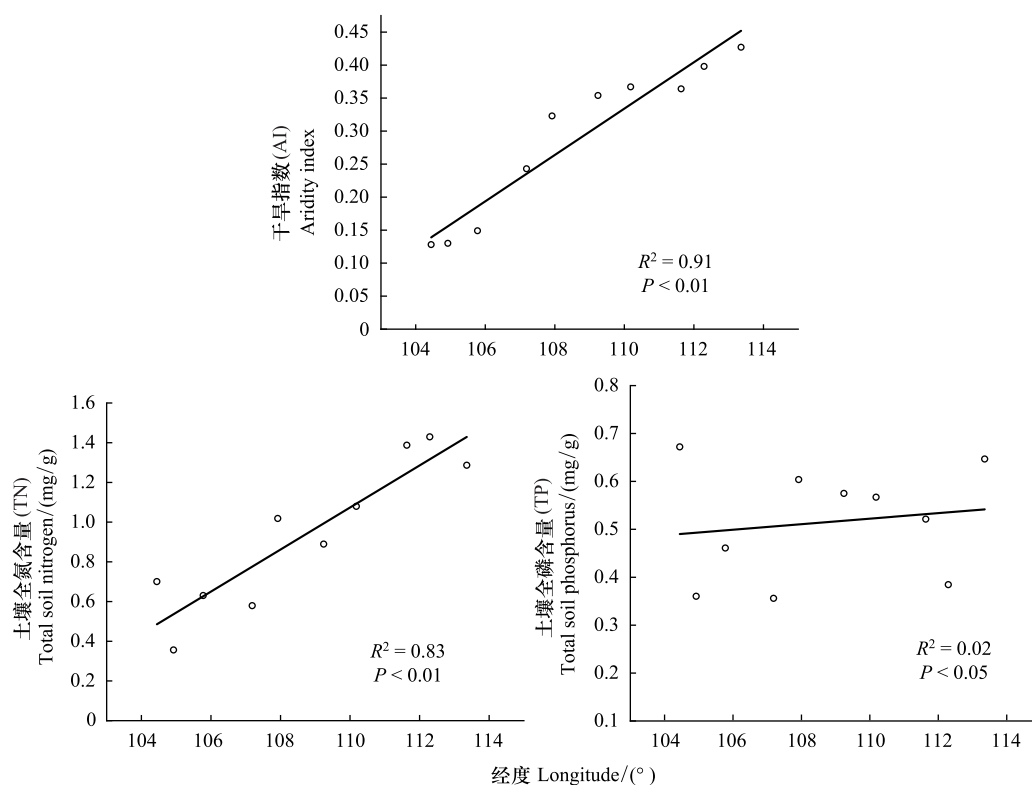 干旱指数(AI)
Aridity index
0.45
0.40
0.35
0.30
0.25
0.20
0.15
0.10
0.05
0
R² = 0.91
P < 0.01
104 106 108 110 112 114
土壤全氮含量(TN)
Total soil nitrogen/(mg/g)
1.6
1.4
1.2
1.0
0.8
0.6
0.4
0.2
0
R² = 0.83
P < 0.01
104 106 108 110 112 114
土壤全磷含量(TP)
Total soil phosphorus/(mg/g)
0.8
0.7
0.6
0.5
0.4
0.3
0.2
0.1
R² = 0.02
P < 0.05
104 106 108 110 112 114
经度 Longitude/(° )